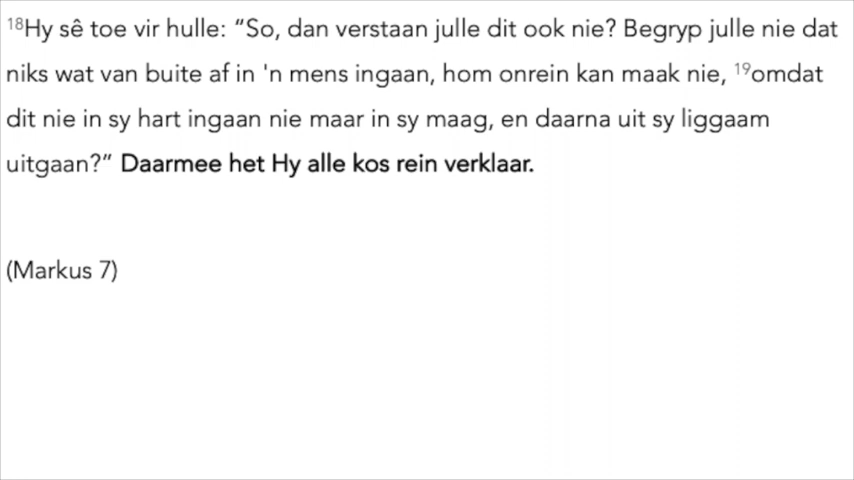 18Hy sê toe vir hulle: “So, dan verstaan julle dit ook nie? Begryp julle nie dat
niks wat van buite af in 'n mens ingaan, hom onrein kan maak nie, 19omdat
dit nie in sy hart ingaan nie maar in sy maag, en daarna uit sy liggaam
uitgaan?” Daarmee het Hy alle kos rein verklaar.
(Markus 7)